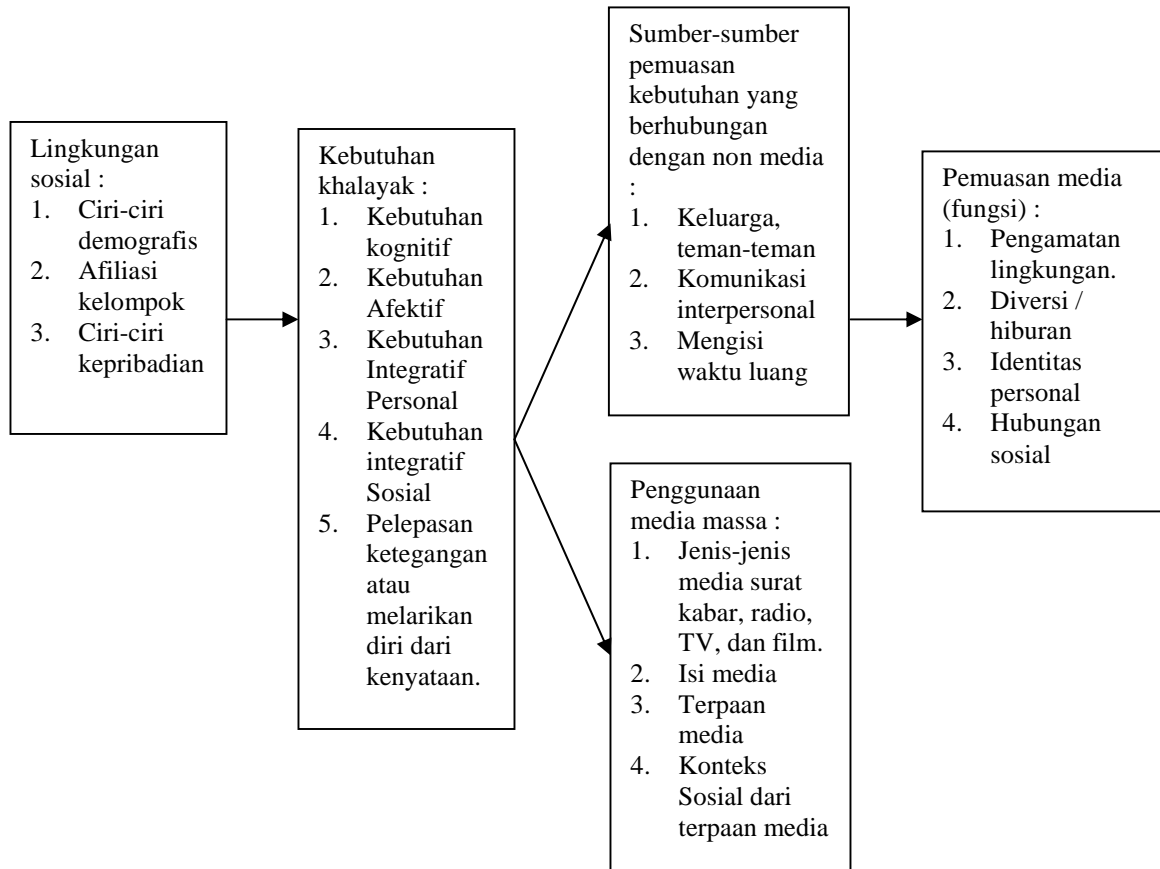 Lingkungan
sosial :
1. Ciri-ciri
demografis
2. Afiliasi
kelompok
3. Ciri-ciri
kepribadian
Kebutuhan
khalayak :
1. Kebutuhan
kognitif
2. Kebutuhan
Afektif
3. Kebutuhan
Integratif
Personal
4. Kebutuhan
integratif
Sosial
5. Pelepasan
ketegangan
atau
melarikan
diri dari
kenyataan.
Sumber-sumber
pemuasan
kebutuhan yang
berhubungan
dengan non media
:
1. Keluarga,
teman-teman
2. Komunikasi
interpersonal
3. Mengisi
waktu luang
Penggunaan
media massa :
1. Jenis-jenis
media surat
kabar, radio,
TV, dan film.
2. Isi media
3. Terpaan
media
4. Konteks
Sosial dari
terpaan media
Pemuasan media
(fungsi) :
1. Pengamatan
lingkungan.
2. Diversi /
hiburan
3. Identitas
personal
4. Hubungan
sosial